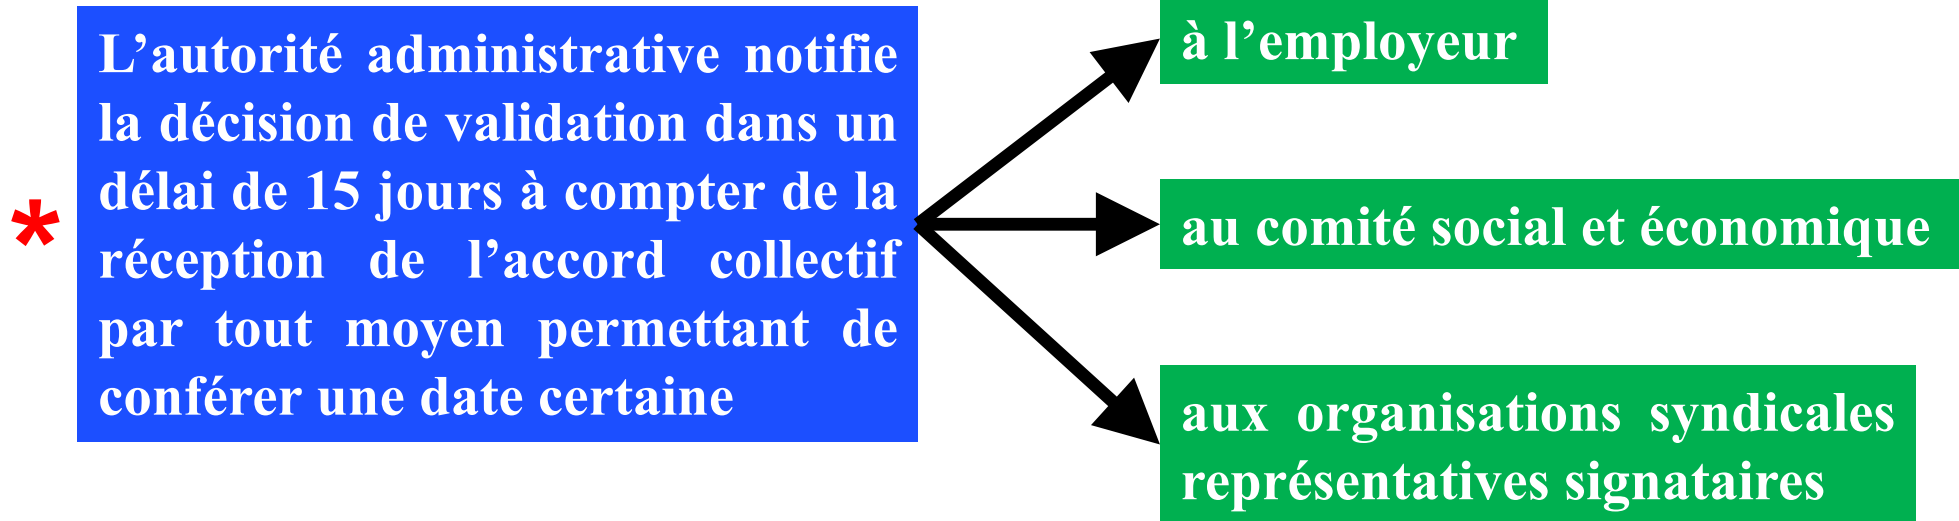 L’autorité administrative notifie
la décision de validation dans un
délai de 15 jours à compter de la
réception de l’accord collectif
par tout moyen permettant de
conférer une date certaine
*
à l’employeur
au comité social et économique
aux organisations syndicales
représentatives signataires